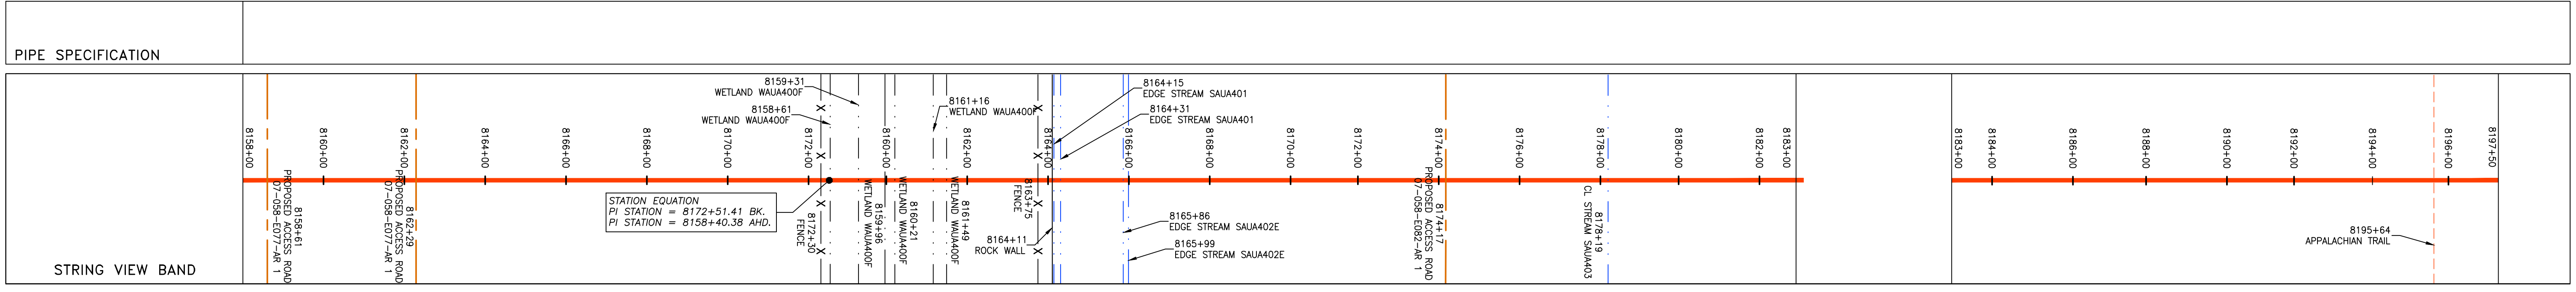 PIPE SPECIFICATION
STRING VIEW BAND
8158+00
8158+61
PROPOSED ACCESS ROAD
07-058-E077-AR 1
8160+00
8162+00
8162+29
PROPOSED ACCESS ROAD
07-058-E077-AR 1
8164+00
8166+00
8168+00
8170+00
8172+00
STATION EQUATION
PI STATION = 8172+51.41 BK.
PI STATION = 8158+40.38 AHD.
8172+30
FENCE
8158+61
WETLAND WAUA400F
8159+31
WETLAND WAUA400F
8159+96
WETLAND WAUA400F
8160+00
8160+21
WETLAND WAUA400F
8161+16
WETLAND WAUA400F
8161+49
WETLAND WAUA400F
8162+00
8163+75
FENCE
8164+00
8164+11
ROCK WALL
8164+15
EDGE STREAM SAUA401
8164+31
EDGE STREAM SAUA401
8165+86
EDGE STREAM SAUA402E
8165+99
EDGE STREAM SAUA402E
8166+00
8168+00
8170+00
8172+00
8174+00
8174+17
PROPOSED ACCESS ROAD
07-058-E082-AR 1
8176+00
8178+00
8178+19
CL STREAM SAUA403
8180+00
8182+00
8183+00
8183+00
8184+00
8186+00
8188+00
8190+00
8192+00
8194+00
8195+64
APPALACHIAN TRAIL
8196+00
8197+50